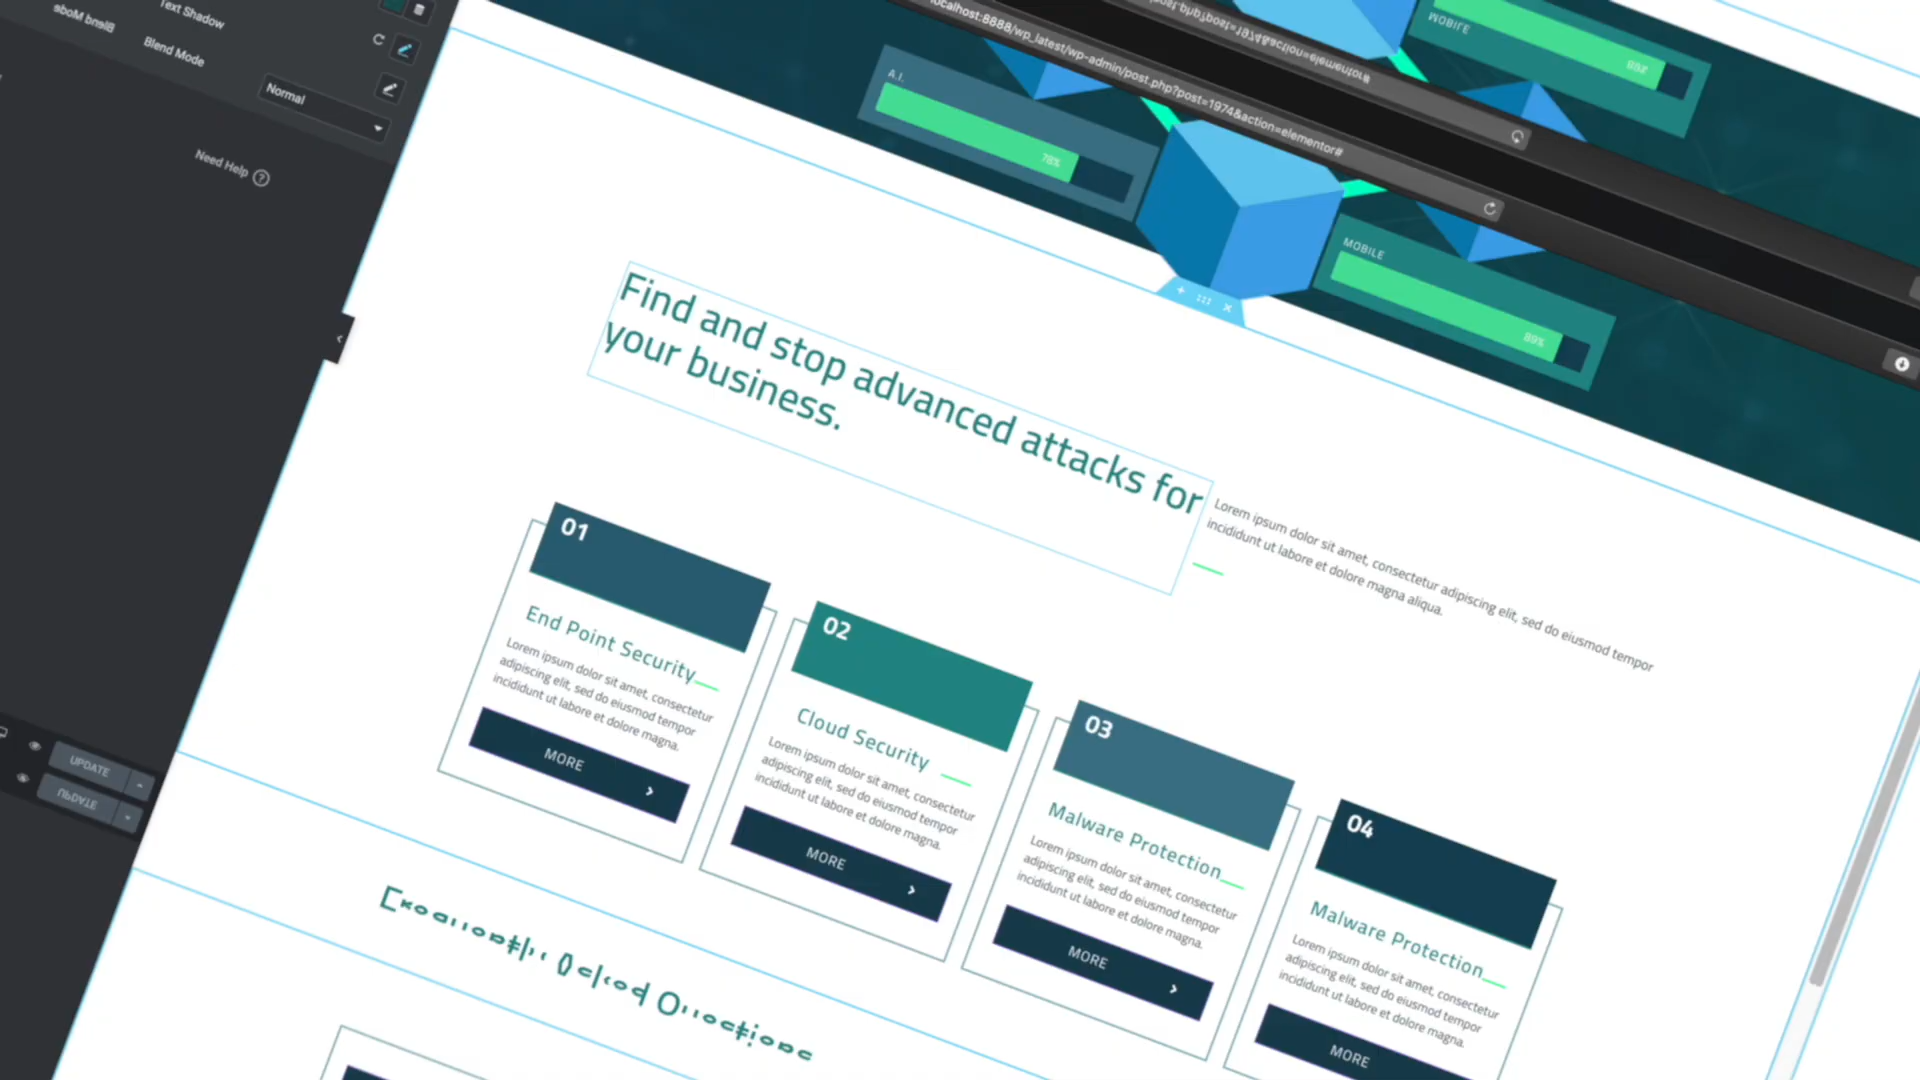 Text Shadow
Blend Mode
Blend Mode
Normal
Need Help ?
UPDATE
UPDATE
localhost:8888/wp_latest/wp-admin/post.php?post=1974&action=elementor#
A.I.
78%
MOBILE
89%
MOBILE
Find and stop advanced attacks for
your business.
Lorem ipsum dolor sit amet, consectetur adipiscing elit, sed do eiusmod tempor
incididunt ut labore et dolore magna aliqua.
01
End Point Security
Lorem ipsum dolor sit amet, consectetur
adipiscing elit, sed do eiusmod tempor
incididunt ut labore et dolore magna.
MORE
02
Cloud Security
Lorem ipsum dolor sit amet, consectetur
adipiscing elit, sed do eiusmod tempor
incididunt ut labore et dolore magna.
MORE
03
Malware Protection
Lorem ipsum dolor sit amet, consectetur
adipiscing elit, sed do eiusmod tempor
incididunt ut labore et dolore magna.
MORE
04
Malware Protection
Lorem ipsum dolor sit amet, consectetur
adipiscing elit, sed do eiusmod tempor
incididunt ut labore et dolore magna.
MORE